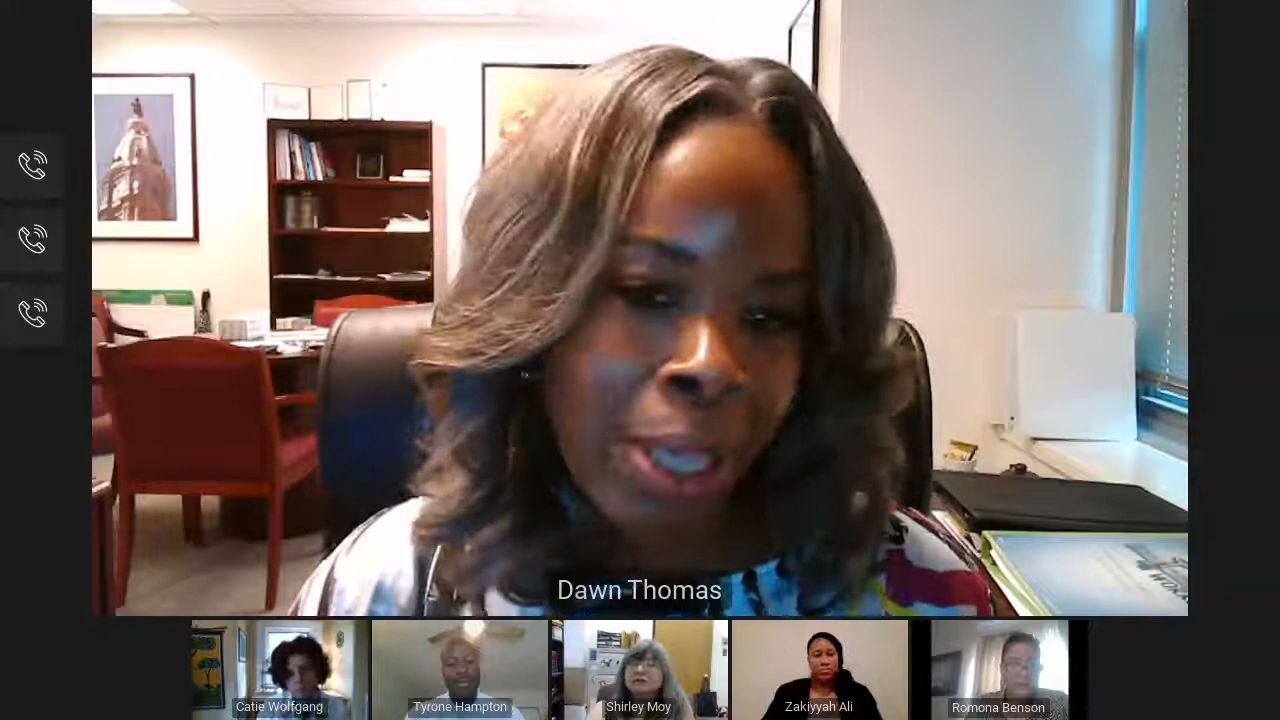 Dawn Thomas
Catie Wolfgang
Tyrone Hampton
Shirley Moy
Zakiyyah Ali
Romona Benson